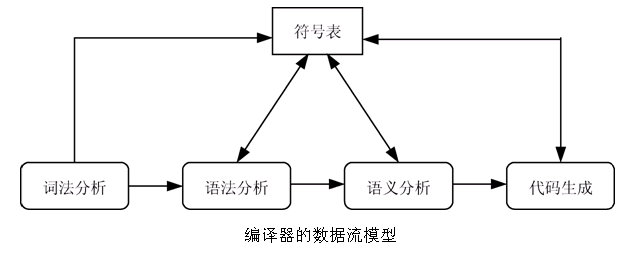 符号表
词法分析
语法分析
语义分析
代码生成
编译器的数据流模型